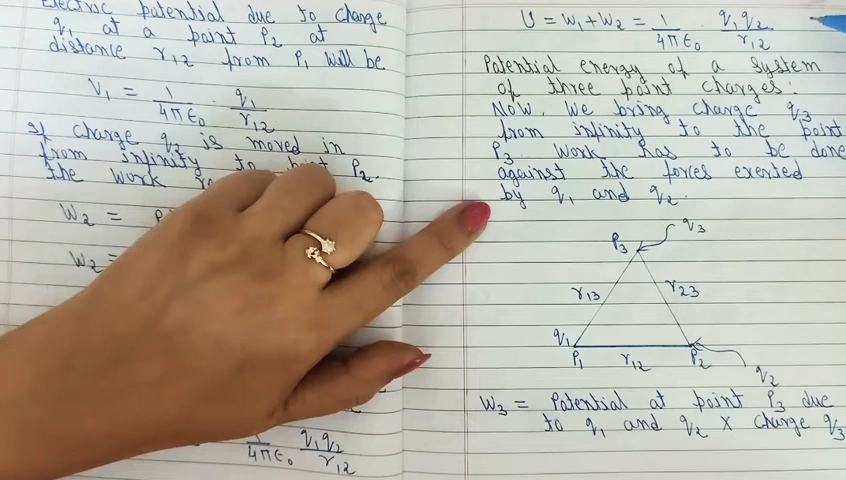 Electric potential due to charge
q₁ at a point P₂ at
distance r₁₂ from P₁ will be
V₁ = 1/4πε₀ · q₁/r₁₂
If charge q₂ is moved in
from infinity to point P₂
the work
W₂ =
W₂ =
1/4πε₀ q₁q₂/r₁₂
U = W₁ + W₂ = 1/4πε₀ · q₁q₂/r₁₂
Potential energy of a system
of three point charges:
Now, we bring charge q₃
from infinity to the point
P₃. Work has to be done
against the forces exerted
by q₁ and q₂.
P₃ q₃
r₁₃ r₂₃
q₁
P₁ r₁₂ P₂
q₂
W₃ = Potential at point P₃ due
to q₁ and q₂ × charge q₃